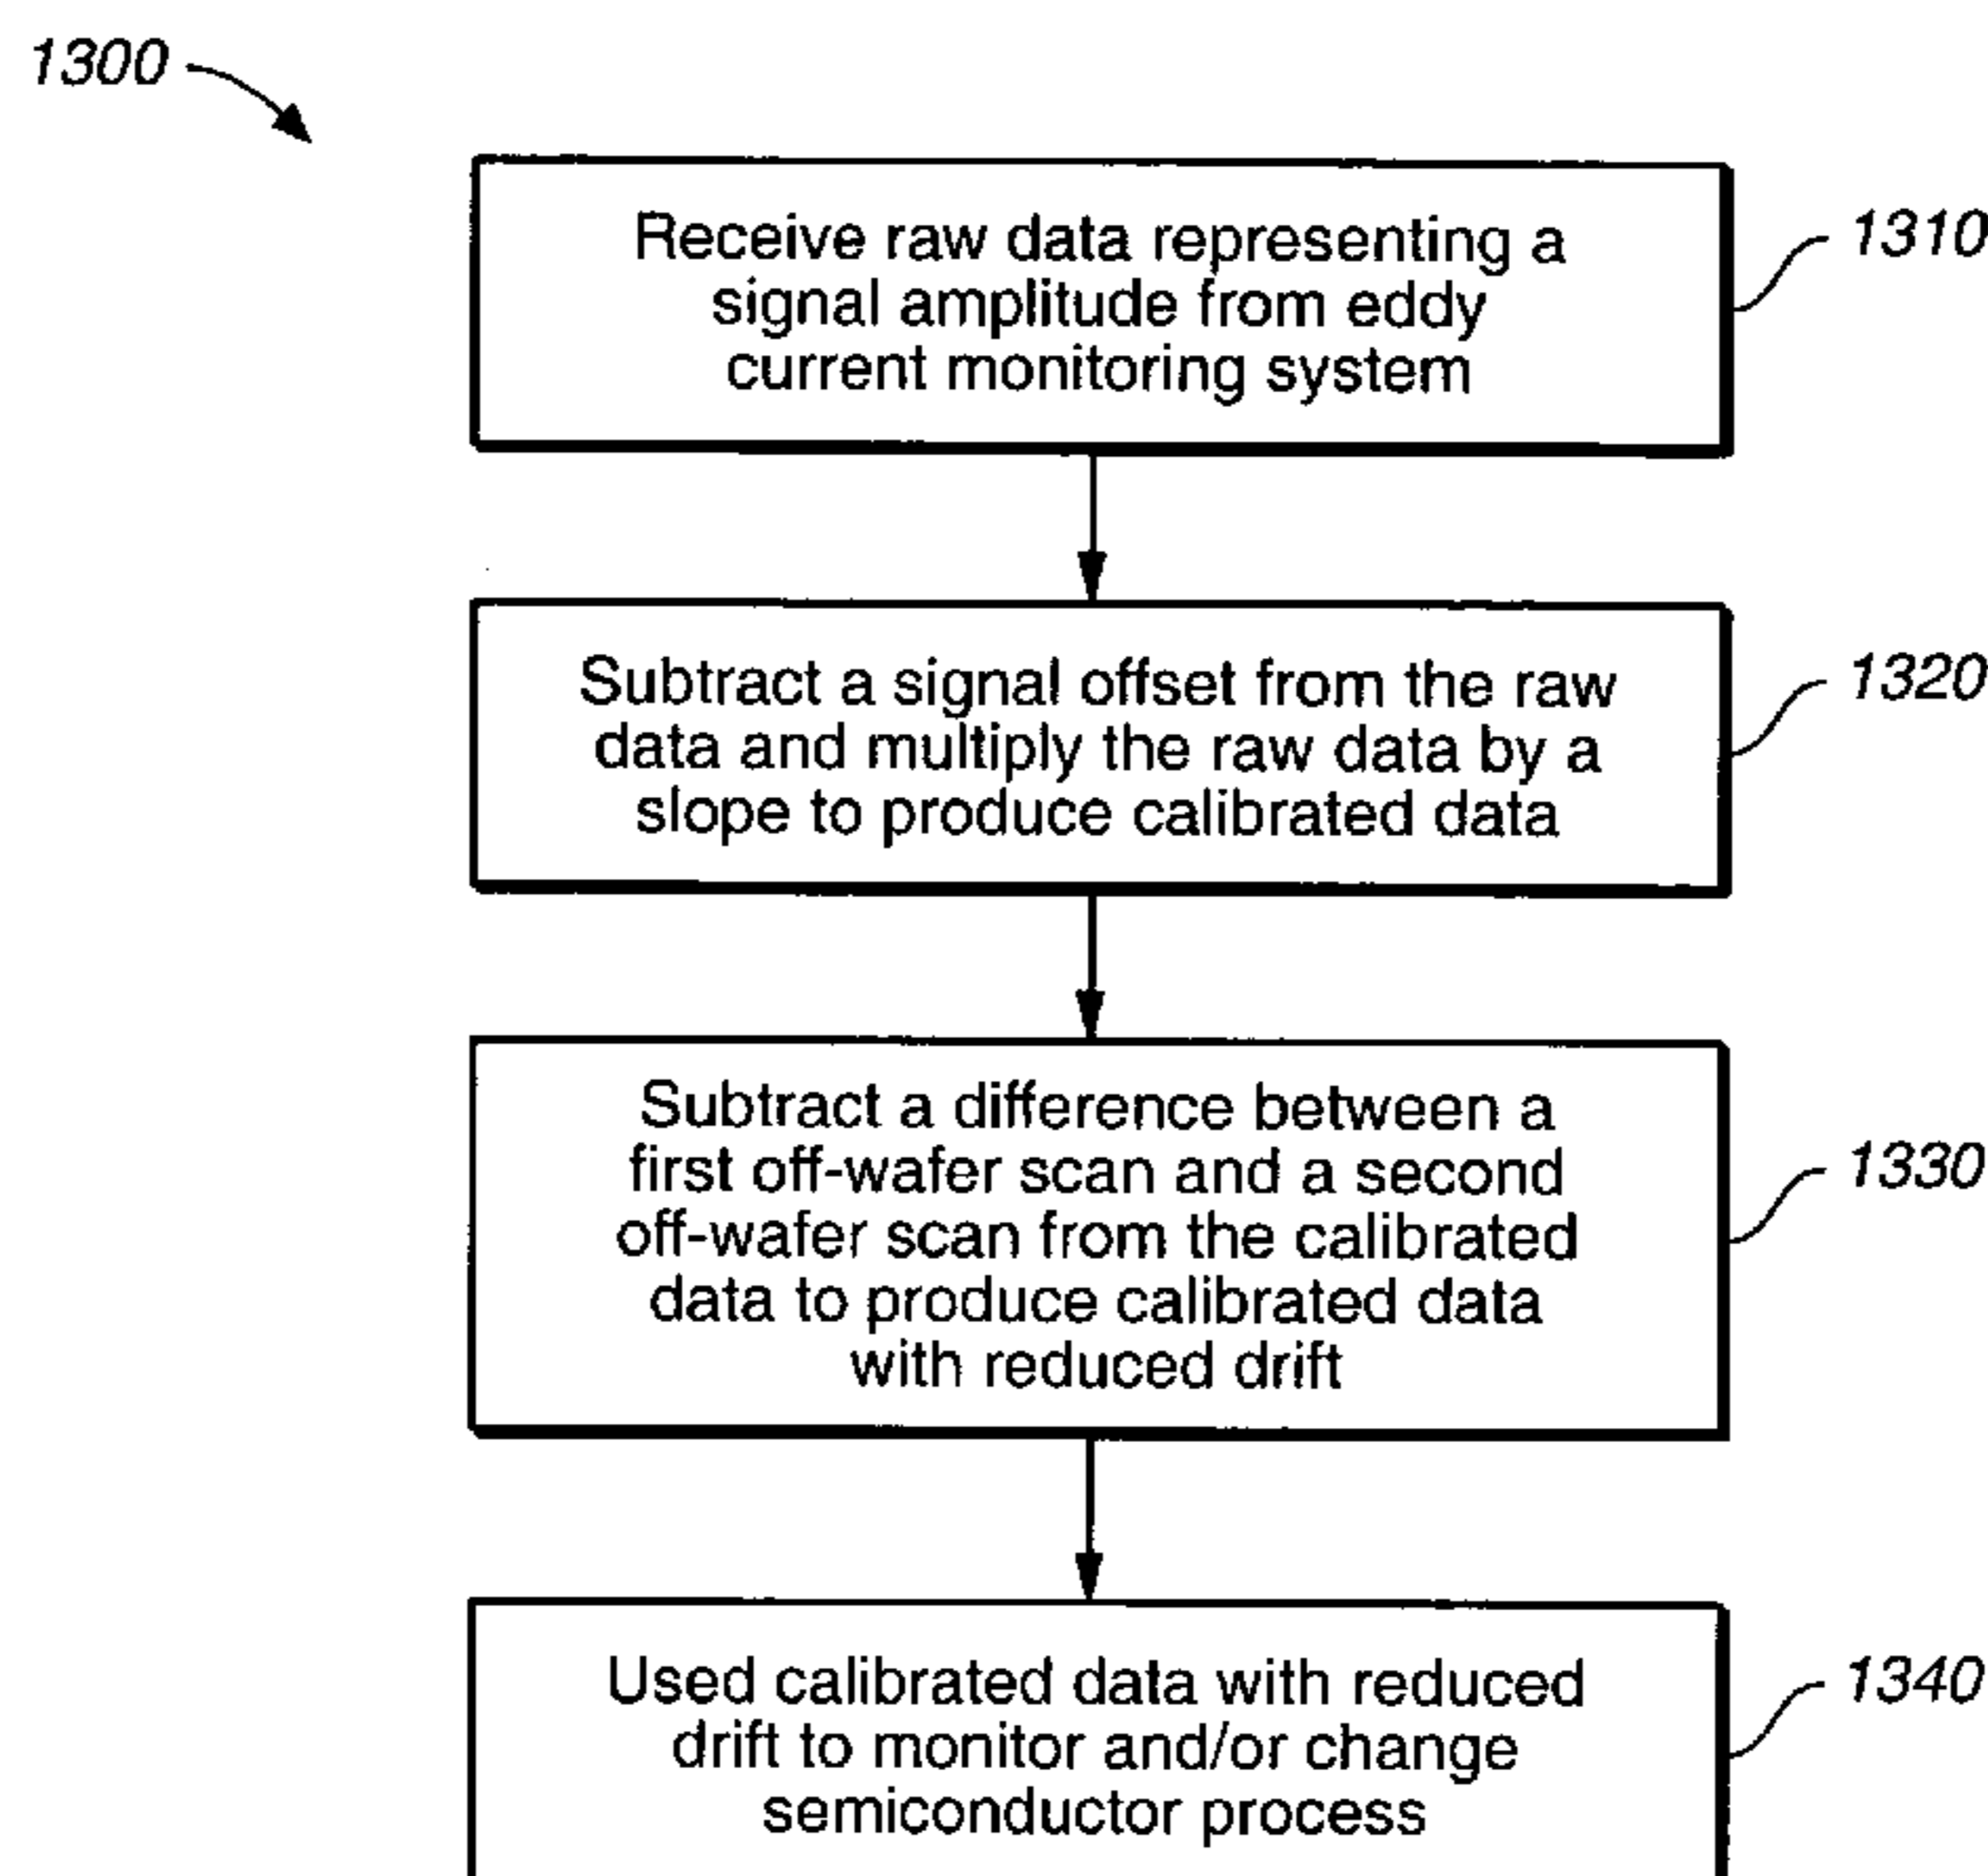 1300
Receive raw data representing a
signal amplitude from eddy
current monitoring system
1310
Subtract a signal offset from the raw
data and multiply the raw data by a
slope to produce calibrated data
1320
Subtract a difference between a
first off-wafer scan and a second
off-wafer scan from the calibrated
data to produce calibrated data
with reduced drift
1330
Used calibrated data with reduced
drift to monitor and/or change
semiconductor process
1340